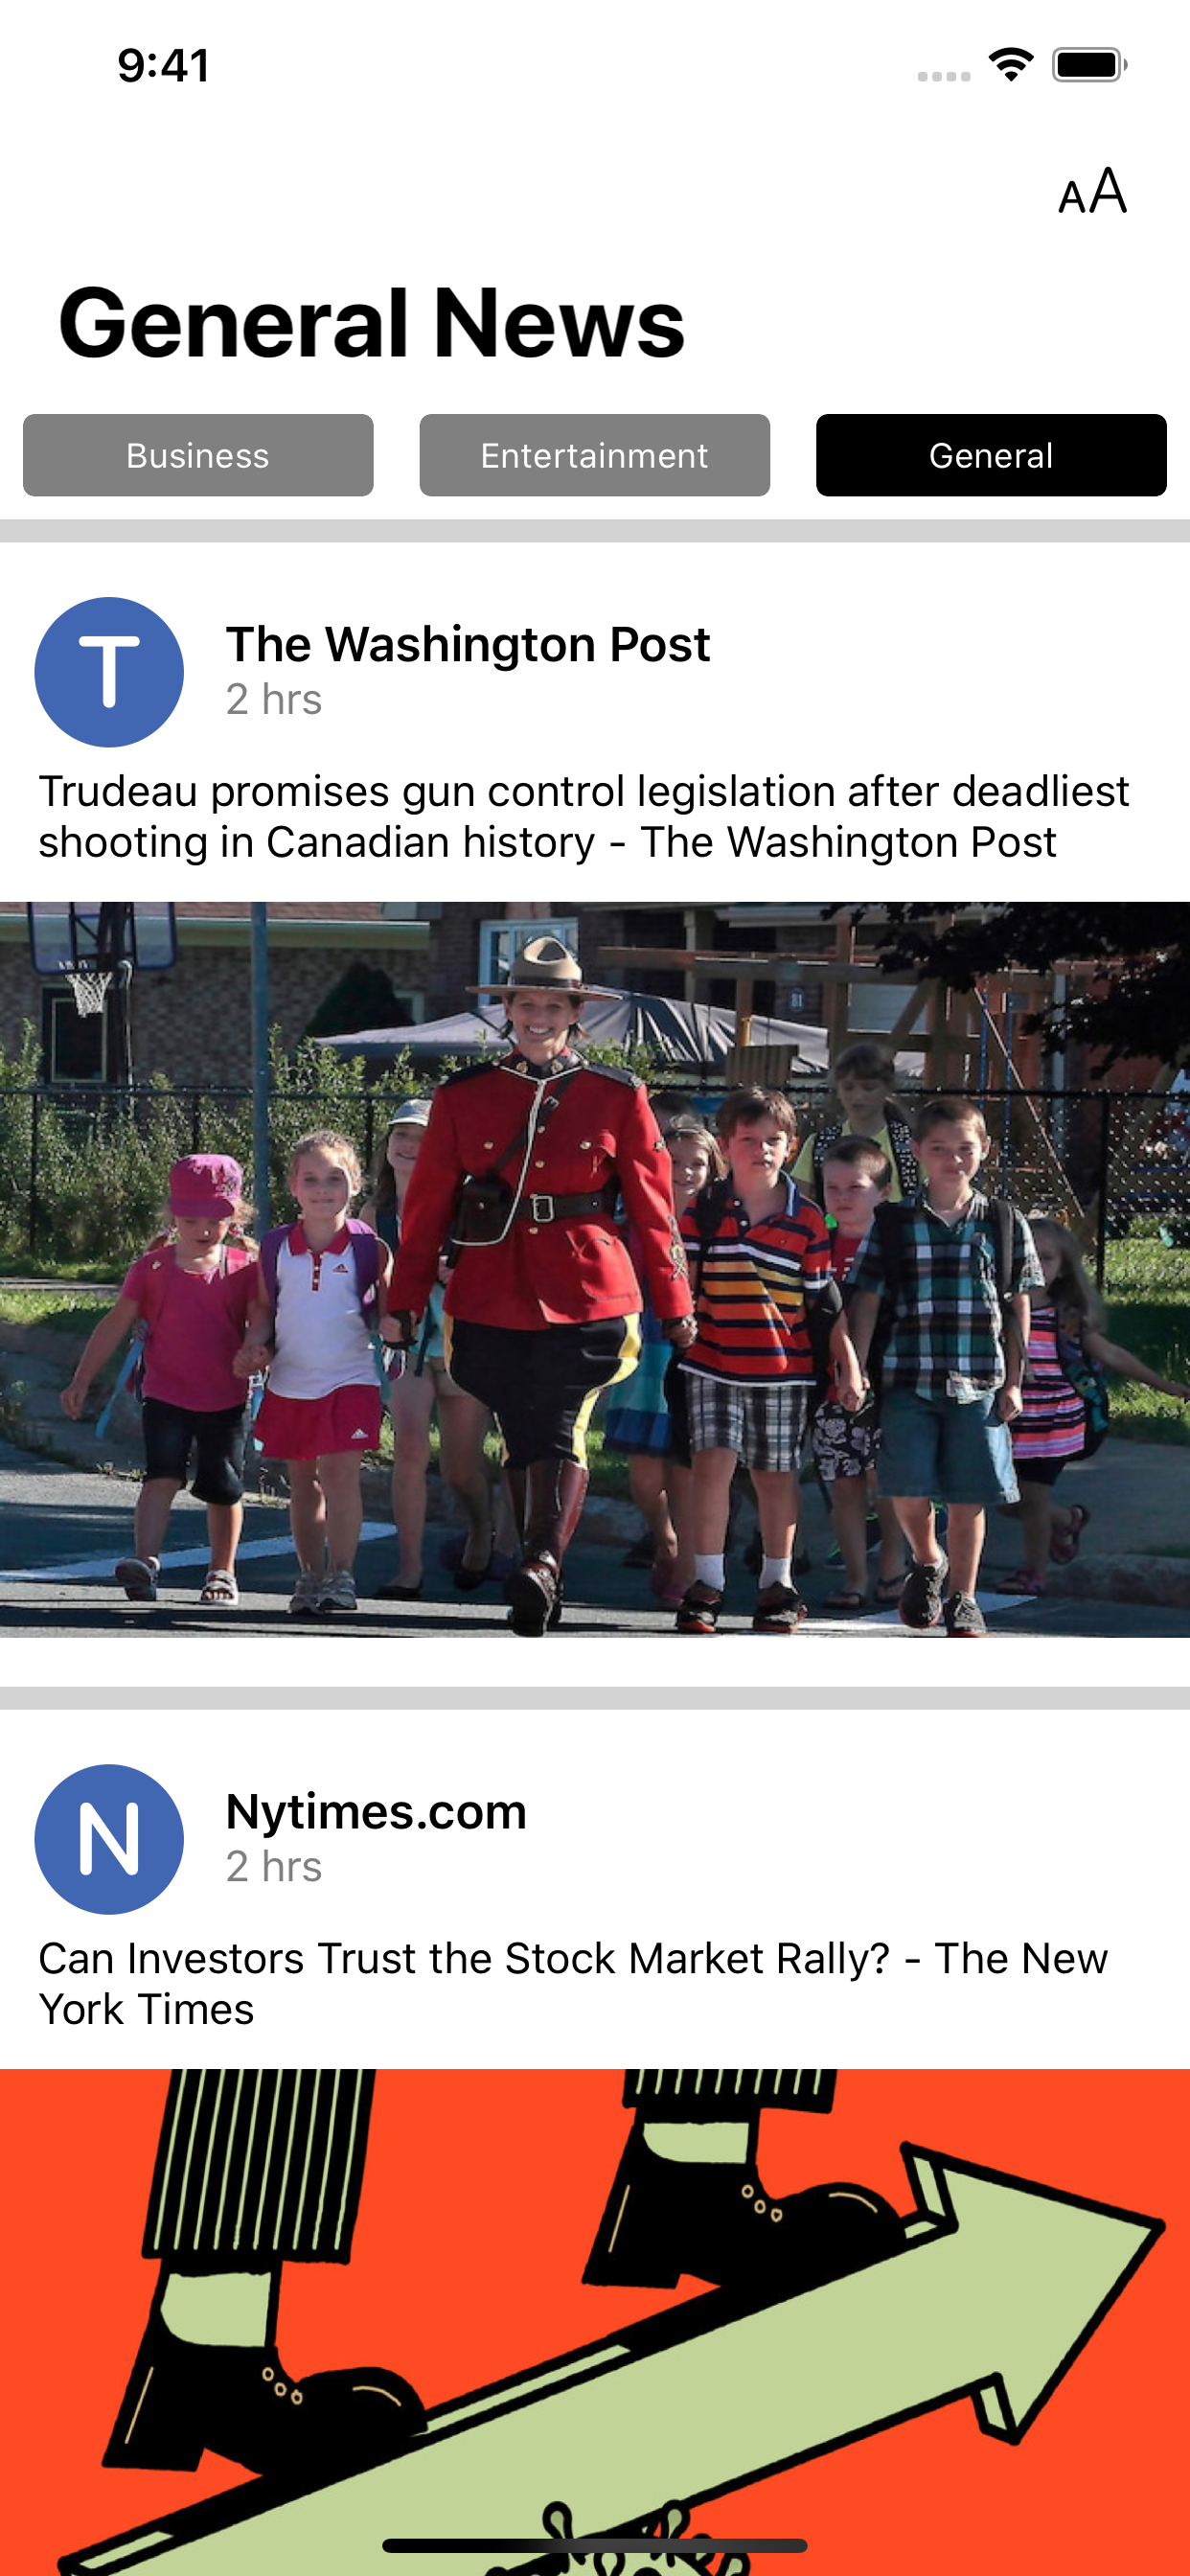 9:41
AA
General News
Business
Entertainment
General
T
The Washington Post
2 hrs
Trudeau promises gun control legislation after deadliest
shooting in Canadian history - The Washington Post
81
N
Nytimes.com
2 hrs
Can Investors Trust the Stock Market Rally? - The New
York Times